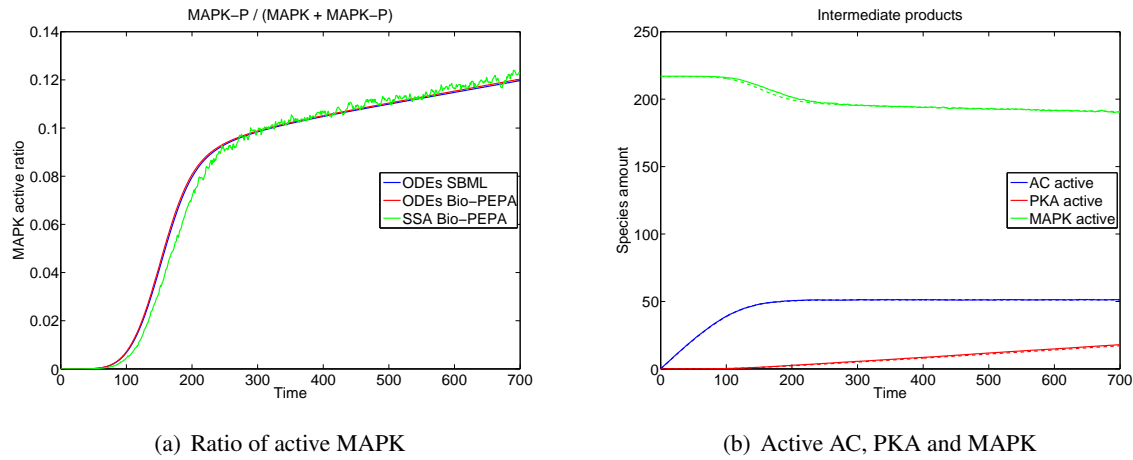 MAPK−P / (MAPK + MAPK−P)
0.14
0.12
0.1
0.08
0.06
0.04
0.02
0
MAPK active ratio
ODEs SBML
ODEs Bio−PEPA
SSA Bio−PEPA
0 100 200 300 400 500 600 700
Time
(a) Ratio of active MAPK
Intermediate products
250
200
150
100
50
0
Species amount
AC active
PKA active
MAPK active
0 100 200 300 400 500 600 700
Time
(b) Active AC, PKA and MAPK